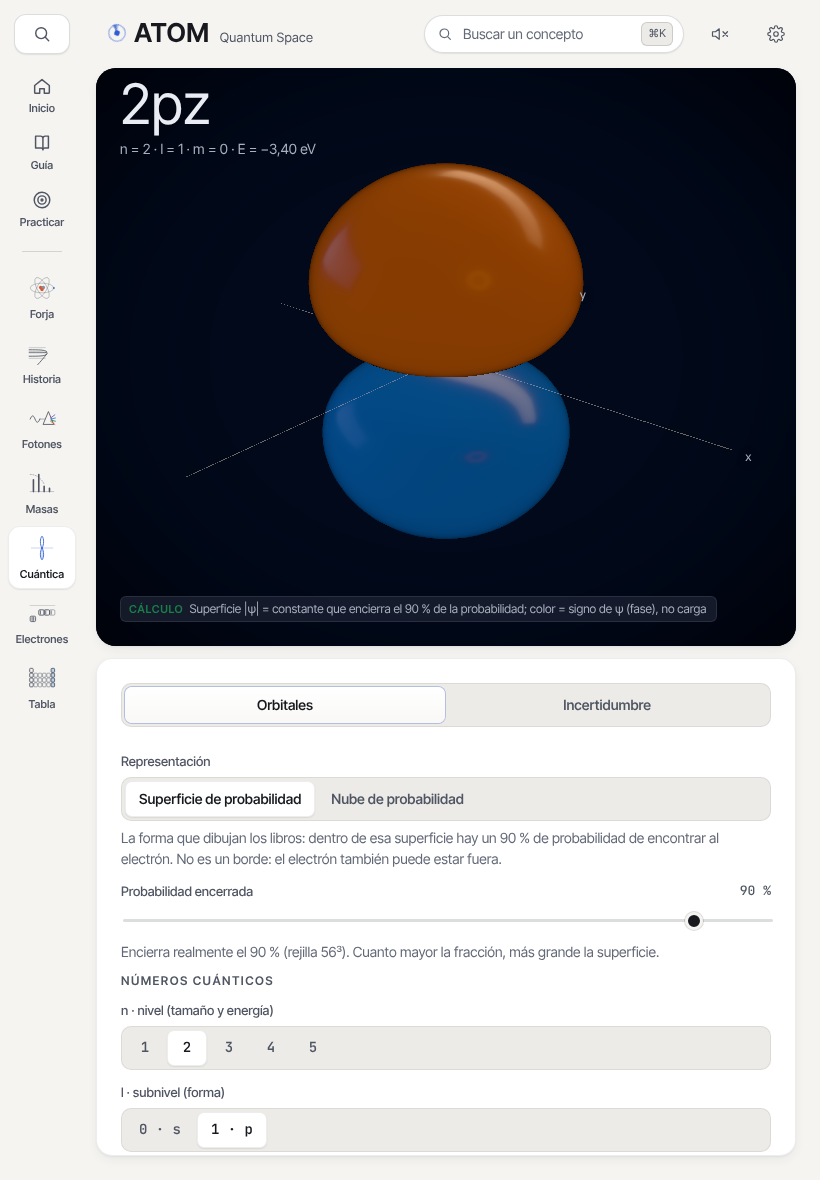 ATOM Quantum Space
Buscar un concepto
⌘K
Inicio
Guía
Practicar
Forja
Historia
Fotones
Masas
Cuántica
Electrones
Tabla
2pz
n = 2 · l = 1 · m = 0 · E = −3,40 eV
y
x
CÁLCULO Superficie |ψ| = constante que encierra el 90 % de la probabilidad; color = signo de ψ (fase), no carga
Orbitales
Incertidumbre
Representación
Superficie de probabilidad
Nube de probabilidad
La forma que dibujan los libros: dentro de esa superficie hay un 90 % de probabilidad de encontrar al
electrón. No es un borde: el electrón también puede estar fuera.
Probabilidad encerrada
90 %
Encierra realmente el 90 % (rejilla 56³). Cuanto mayor la fracción, más grande la superficie.
NÚMEROS CUÁNTICOS
n · nivel (tamaño y energía)
1 2 3 4 5
l · subnivel (forma)
0 · s 1 · p